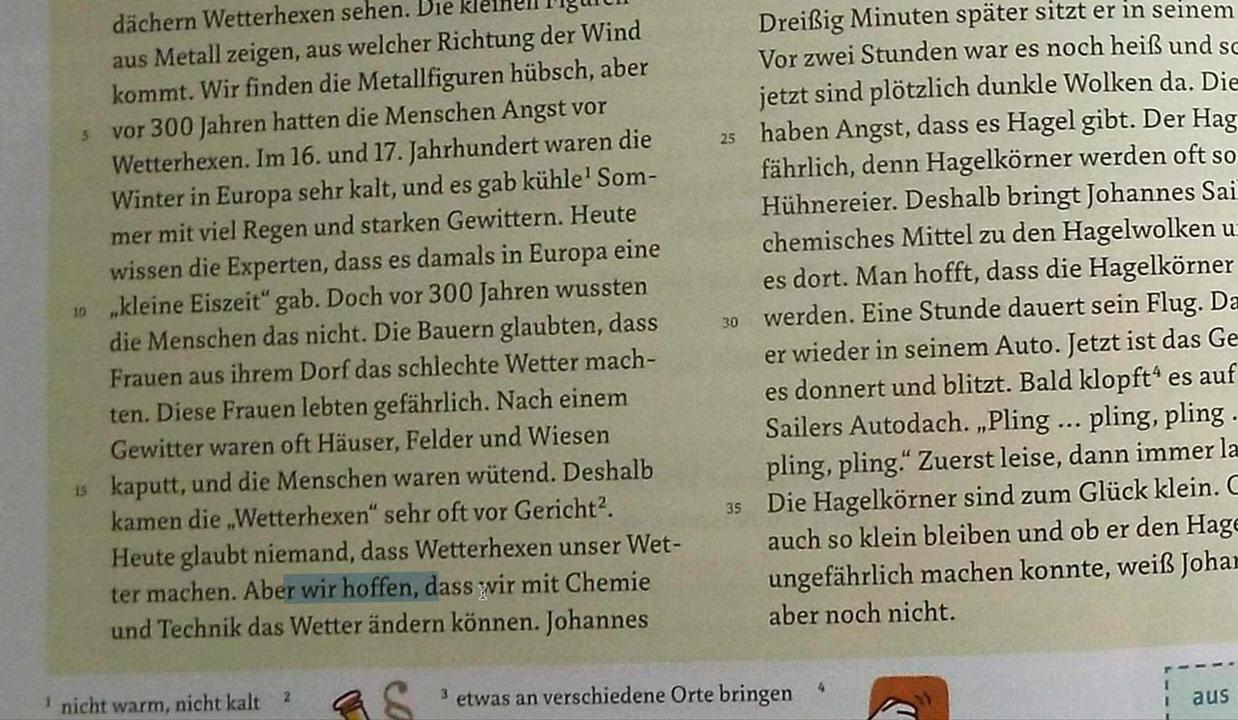 dächern Wetterhexen sehen. Die kleinen Figuren
aus Metall zeigen, aus welcher Richtung der Wind
kommt. Wir finden die Metallfiguren hübsch, aber
5 vor 300 Jahren hatten die Menschen Angst vor
Wetterhexen. Im 16. und 17. Jahrhundert waren die
Winter in Europa sehr kalt, und es gab kühle¹ Som-
mer mit viel Regen und starken Gewittern. Heute
wissen die Experten, dass es damals in Europa eine
10 „kleine Eiszeit“ gab. Doch vor 300 Jahren wussten
die Menschen das nicht. Die Bauern glaubten, dass
Frauen aus ihrem Dorf das schlechte Wetter mach-
ten. Diese Frauen lebten gefährlich. Nach einem
Gewitter waren oft Häuser, Felder und Wiesen
15 kaputt, und die Menschen waren wütend. Deshalb
kamen die „Wetterhexen“ sehr oft vor Gericht².
Heute glaubt niemand, dass Wetterhexen unser Wet-
ter machen. Aber wir hoffen, dass wir mit Chemie
und Technik das Wetter ändern können. Johannes
Dreißig Minuten später sitzt er in seinem
Vor zwei Stunden war es noch heiß und
jetzt sind plötzlich dunkle Wolken da. Die
25 haben Angst, dass es Hagel gibt. Der Hag
fährlich, denn Hagelkörner werden oft so
Hühnereier. Deshalb bringt Johannes Sai
chemisches Mittel zu den Hagelwolken
es dort. Man hofft, dass die Hagelkörner
30 werden. Eine Stunde dauert sein Flug. Da
er wieder in seinem Auto. Jetzt ist das Ge
es donnert und blitzt. Bald klopft⁴ es auf
Sailers Autodach. „Pling ... pling, pling .
pling, pling.“ Zuerst leise, dann immer la
35 Die Hagelkörner sind zum Glück klein.
auch so klein bleiben und ob er den Hage
ungefährlich machen konnte, weiß Joha
aber noch nicht.
¹ nicht warm, nicht kalt ² § ³ etwas an verschiedene Orte bringen ⁴
aus